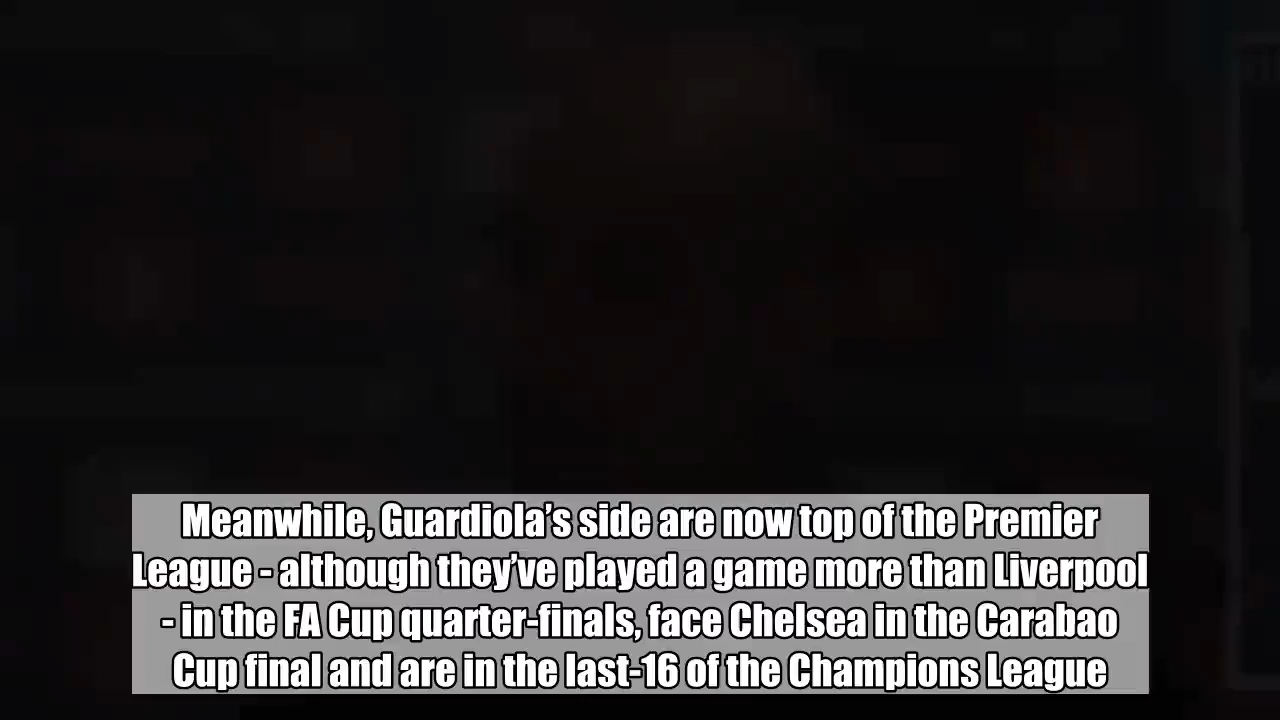 Meanwhile, Guardiola’s side are now top of the Premier
League - although they’ve played a game more than Liverpool
- in the FA Cup quarter-finals, face Chelsea in the Carabao
Cup final and are in the last-16 of the Champions League